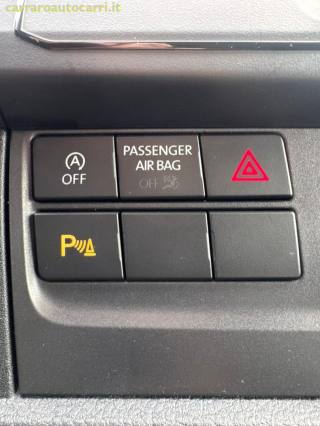 carraroautocarri.it
A
OFF
PASSENGER
AIR BAG
OFF
P